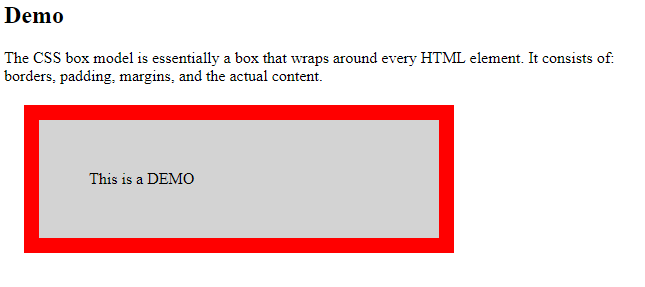 Demo
The CSS box model is essentially a box that wraps around every HTML element. It consists of:
borders, padding, margins, and the actual content.
This is a DEMO